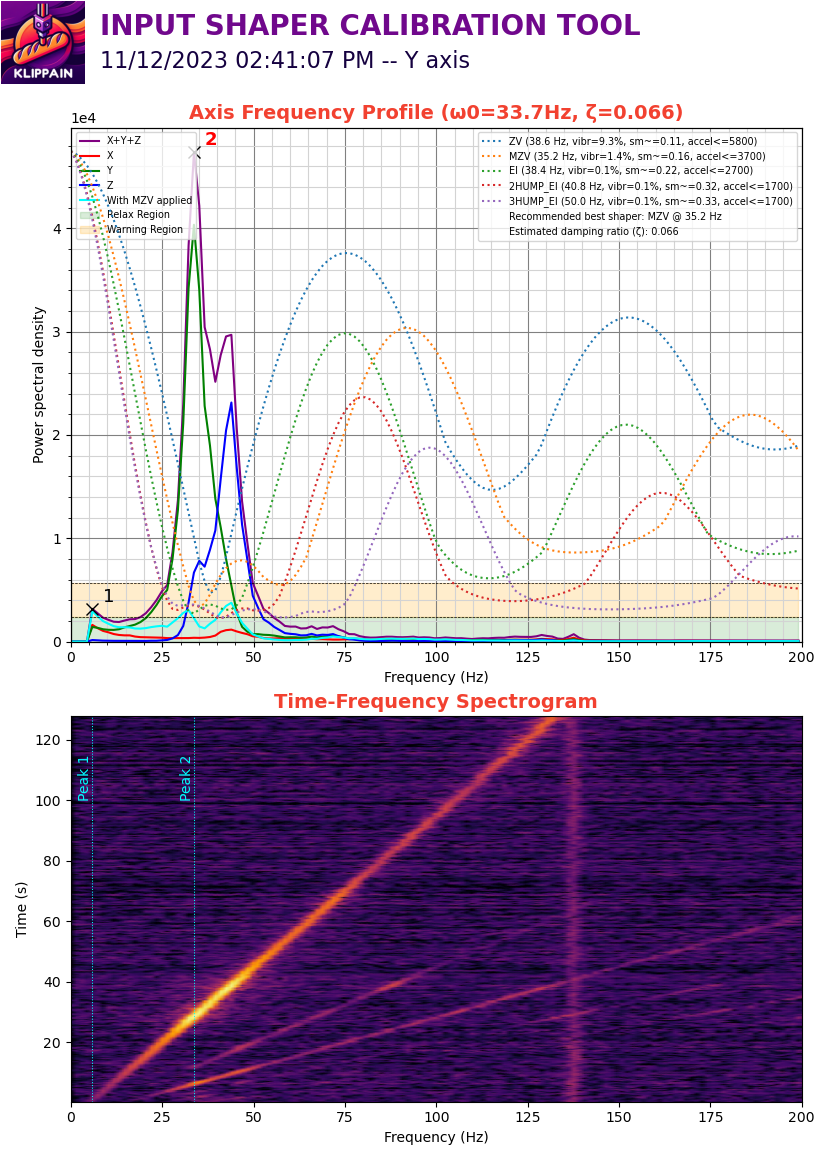 INPUT SHAPER CALIBRATION TOOL
11/12/2023 02:41:07 PM -- Y axis
KLIPPAIN
Axis Frequency Profile (ω0=33.7Hz, ζ=0.066)
1e4
X+Y+Z
X
Y
Z
With MZV applied
Relax Region
Warning Region
2
ZV (38.6 Hz, vibr=9.3%, sm~=0.11, accel<=5800)
MZV (35.2 Hz, vibr=1.4%, sm~=0.16, accel<=3700)
EI (38.4 Hz, vibr=0.1%, sm~=0.22, accel<=2700)
2HUMP_EI (40.8 Hz, vibr=0.1%, sm~=0.32, accel<=1700)
3HUMP_EI (50.0 Hz, vibr=0.1%, sm~=0.33, accel<=1700)
Recommended best shaper: MZV @ 35.2 Hz
Estimated damping ratio (ζ): 0.066
Power spectral density
4
3
2
1
0
1
0 25 50 75 100 125 150 175 200
Frequency (Hz)
Time-Frequency Spectrogram
Time (s)
120
100
80
60
40
20
Peak 1
Peak 2
0 25 50 75 100 125 150 175 200
Frequency (Hz)